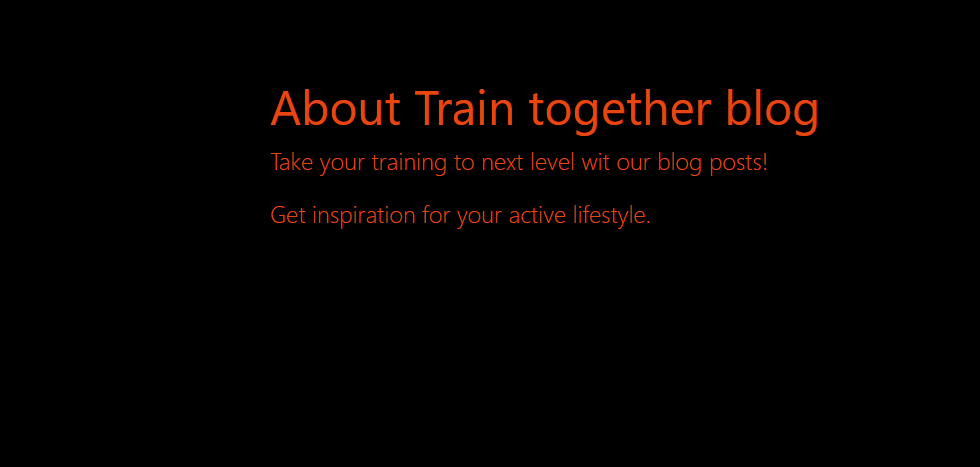 About Train together blog
Take your training to next level wit our blog posts!
Get inspiration for your active lifestyle.